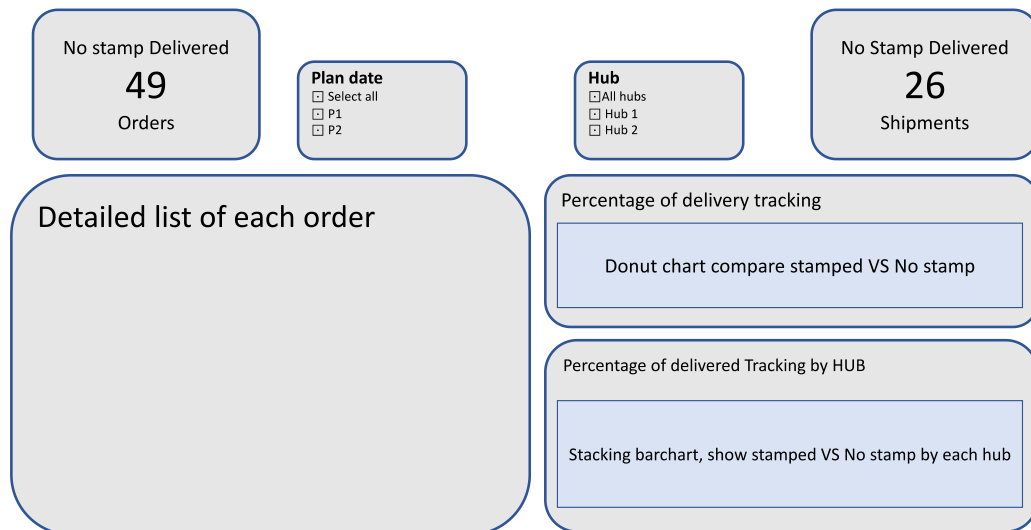 No stamp Delivered
49
Orders
Plan date
Select all
P1
P2
Hub
All hubs
Hub 1
Hub 2
No Stamp Delivered
26
Shipments
Detailed list of each order
Percentage of delivery tracking
Donut chart compare stamped VS No stamp
Percentage of delivered Tracking by HUB
Stacking barchart, show stamped VS No stamp by each hub